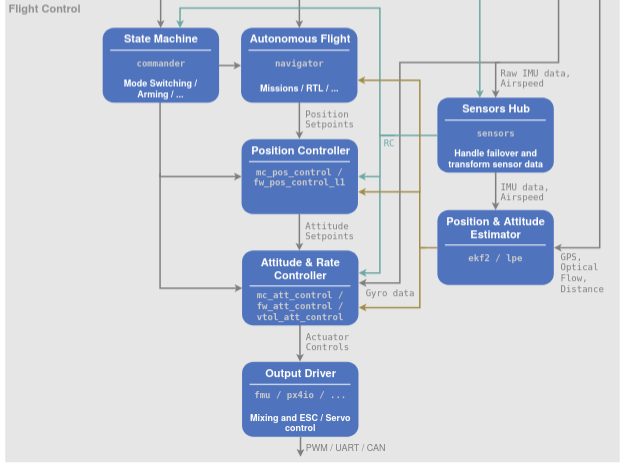 Flight Control
State Machine
commander
Mode Switching /
Arming / ...
Autonomous Flight
navigator
Missions / RTL / ...
Raw IMU data,
Airspeed
Sensors Hub
sensors
Handle failover and
transform sensor data
Position
Setpoints
RC
Position Controller
mc_pos_control /
fw_pos_control_l1
IMU data,
Airspeed
Position & Attitude
Estimator
ekf2 / lpe
GPS,
Optical
Flow,
Distance
Attitude
Setpoints
Attitude & Rate
Controller
mc_att_control /
fw_att_control /
vtol_att_control
Gyro data
Actuator
Controls
Output Driver
fmu / px4io / ...
Mixing and ESC / Servo
control
PWM / UART / CAN